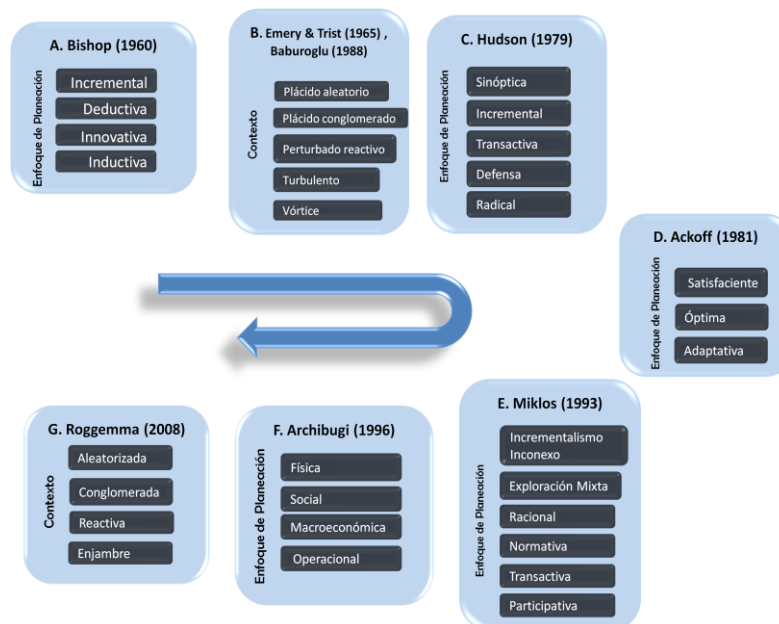 A. Bishop (1960)
Enfoque de Planeación
Incremental
Deductiva
Innovativa
Inductiva
B. Emery & Trist (1965) ,
Baburoglu (1988)
Contexto
Plácido aleatorio
Plácido conglomerado
Perturbado reactivo
Turbulento
Vórtice
C. Hudson (1979)
Enfoque de Planeación
Sinóptica
Incremental
Transactiva
Defensa
Radical
D. Ackoff (1981)
Enfoque de Planeación
Satisfaciente
Óptima
Adaptativa
E. Miklos (1993)
Enfoque de Planeación
Incrementalismo
Inconexo
Exploración Mixta
Racional
Normativa
Transactiva
Participativa
F. Archibugi (1996)
Enfoque de Planeación
Física
Social
Macroeconómica
Operacional
G. Roggemma (2008)
Contexto
Aleatorizada
Conglomerada
Reactiva
Enjambre